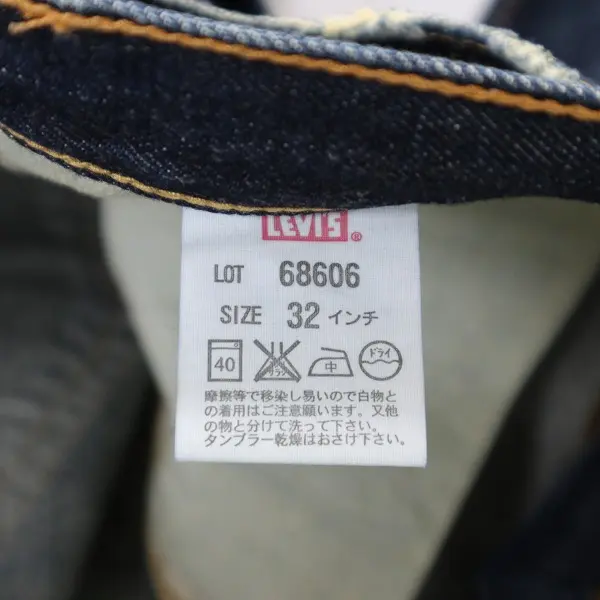 LEVI'S®
LOT 68606
SIZE 32 インチ
40 中 ドライ
摩擦等で移染し易いので白物と
の着用はご注意願います。又他
の物と分けて洗って下さい。
タンブラー乾燥はおさけ下さい。